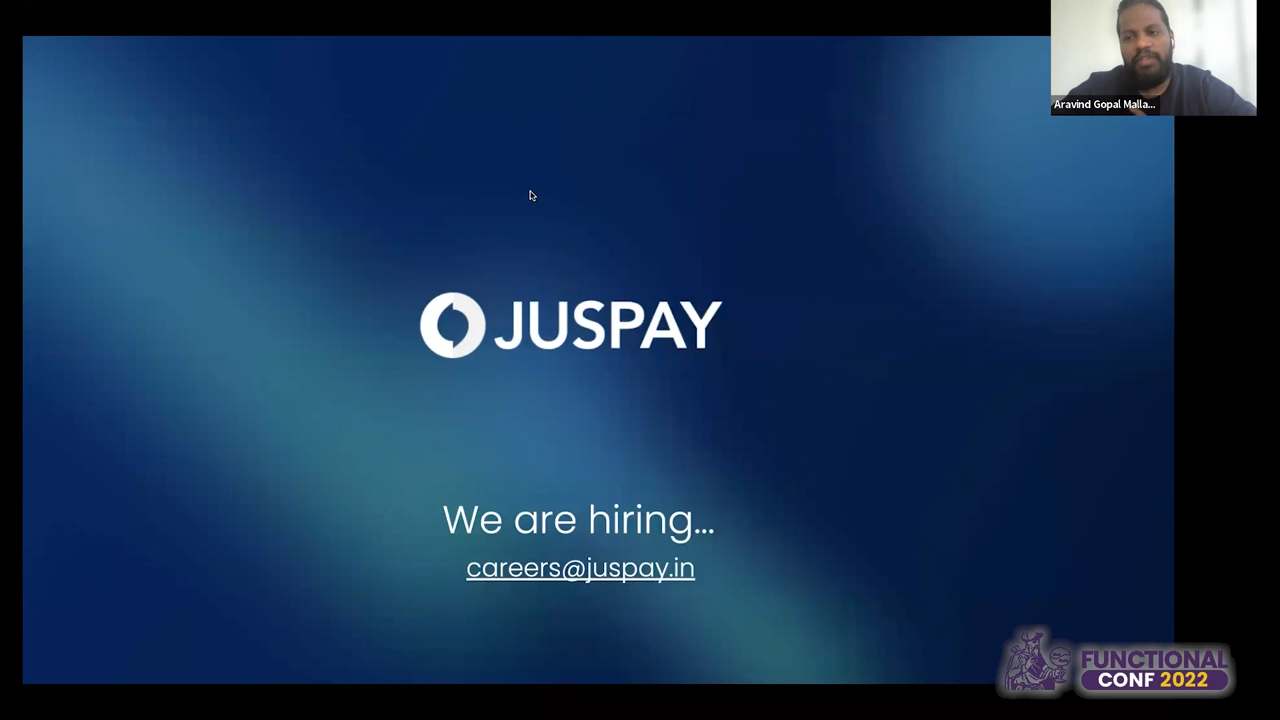 Aravind Gopal Malla...
JUSPAY
We are hiring...
careers@juspay.in
FUNCTIONAL
CONF 2022